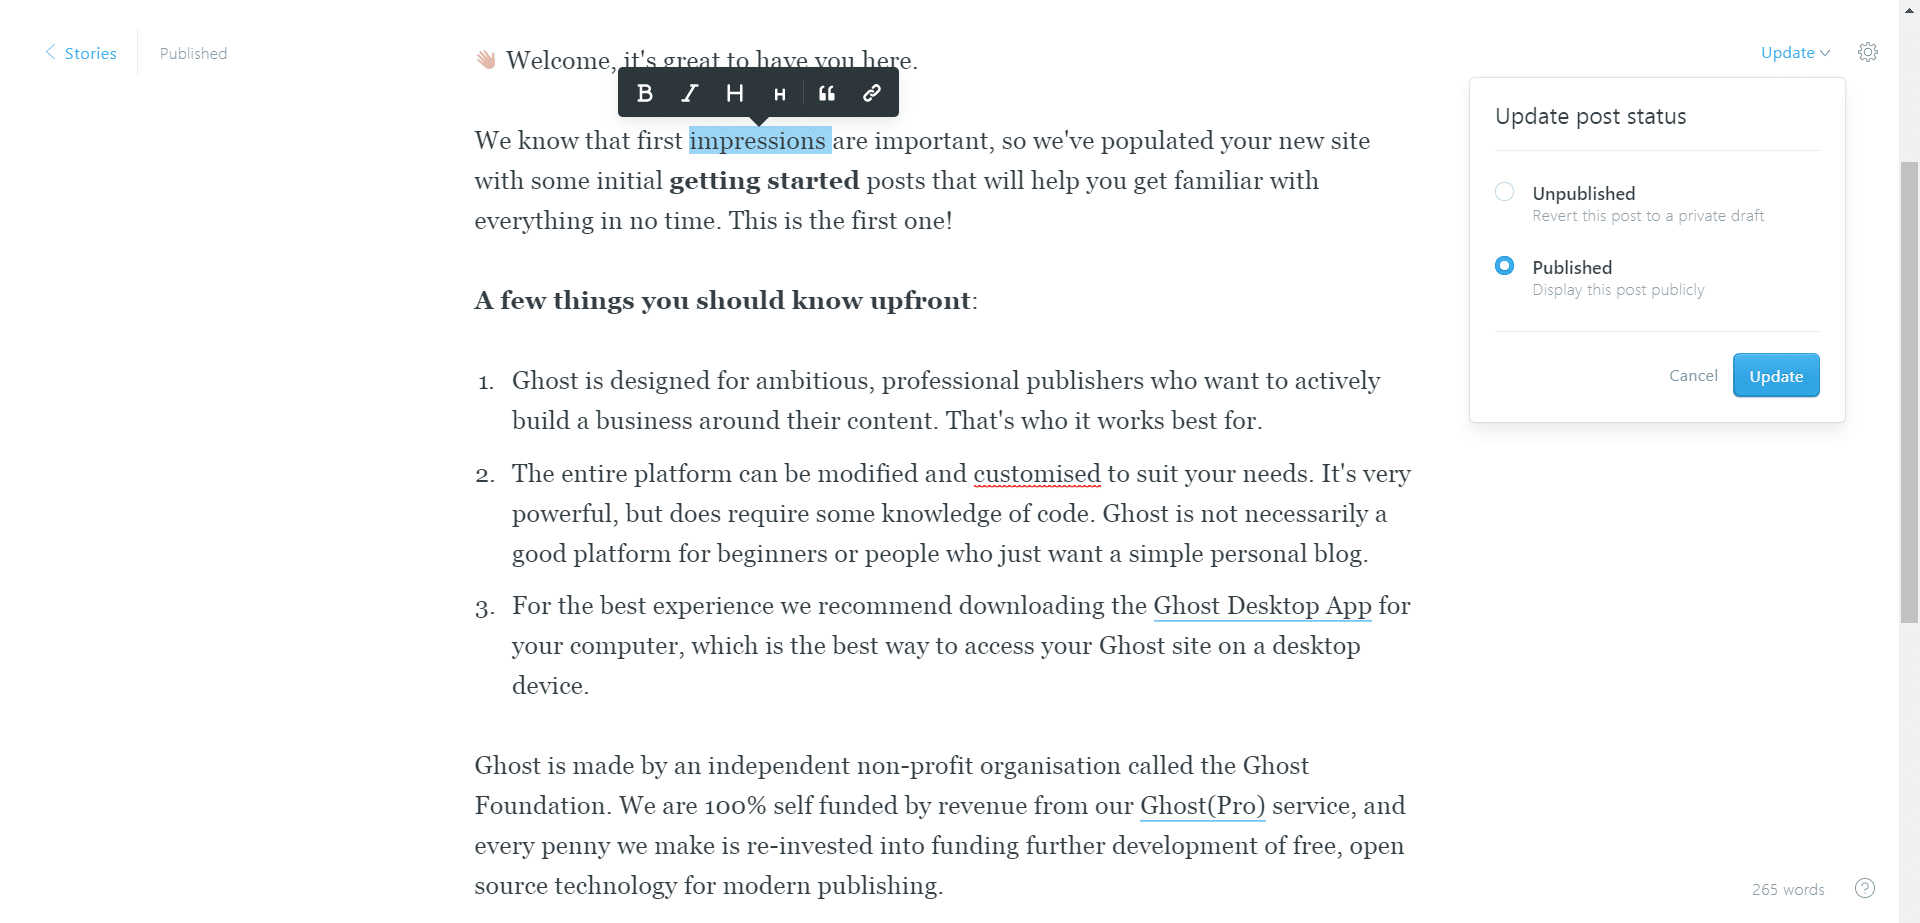 Stories
Published
Update
👋 Welcome, it's great to have you here.
B I H H
We know that first impressions are important, so we've populated your new site
with some initial getting started posts that will help you get familiar with
everything in no time. This is the first one!
A few things you should know upfront:
1. Ghost is designed for ambitious, professional publishers who want to actively
build a business around their content. That's who it works best for.
2. The entire platform can be modified and customised to suit your needs. It's very
powerful, but does require some knowledge of code. Ghost is not necessarily a
good platform for beginners or people who just want a simple personal blog.
3. For the best experience we recommend downloading the Ghost Desktop App for
your computer, which is the best way to access your Ghost site on a desktop
device.
Ghost is made by an independent non-profit organisation called the Ghost
Foundation. We are 100% self funded by revenue from our Ghost(Pro) service, and
every penny we make is re-invested into funding further development of free, open
source technology for modern publishing.
Update post status
Unpublished
Revert this post to a private draft
Published
Display this post publicly
Cancel
Update
265 words
?